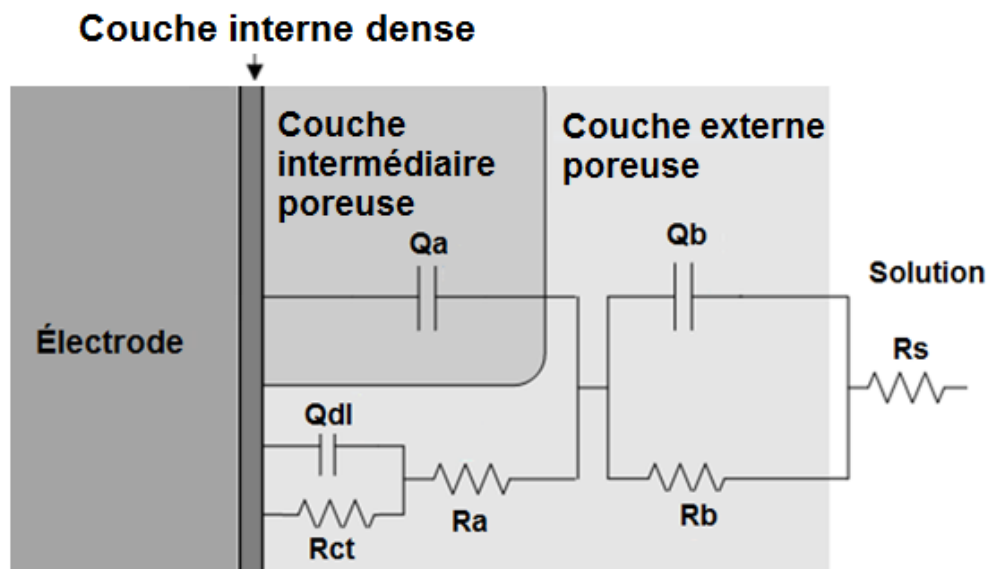 Couche interne dense
Couche
intermédiaire
poreuse
Couche externe
poreuse
Qa
Qb
Solution
Électrode
Rs
Qdl
Ra
Rb
Rct